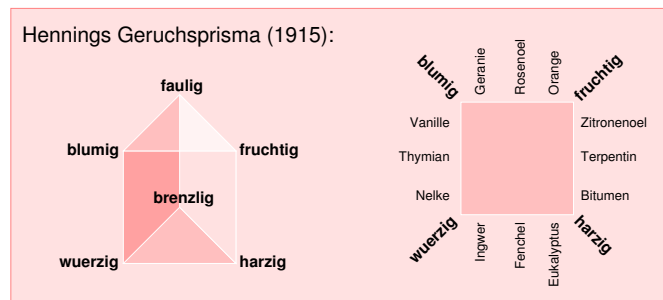 Hennings Geruchsprisma (1915):
faulig
blumig
fruchtig
brenzlig
wuerzig
harzig
blumig
Geranie
Rosenoel
Orange
fruchtig
Vanille
Zitronenoel
Thymian
Terpentin
Nelke
Bitumen
wuerzig
Ingwer
Fenchel
Eukalyptus
harzig